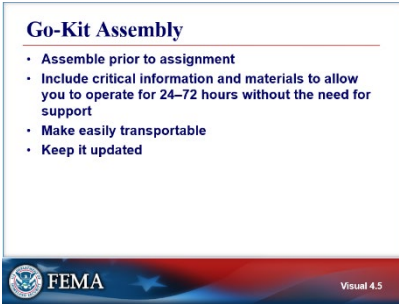 Go-Kit Assembly
• Assemble prior to assignment
• Include critical information and materials to allow
you to operate for 24–72 hours without the need for
support
• Make easily transportable
• Keep it updated
FEMA
Visual 4.5